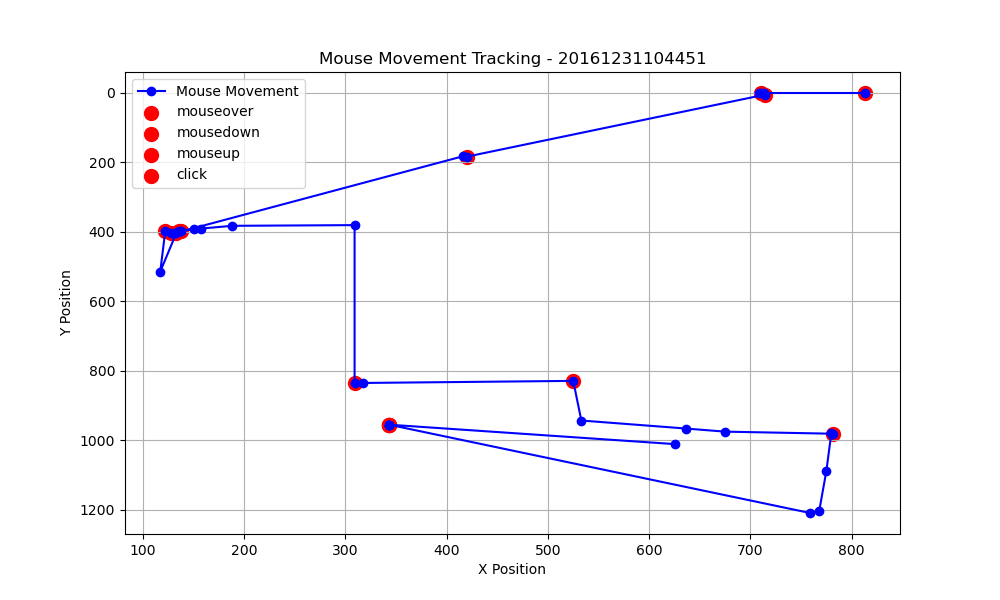 Mouse Movement Tracking - 20161231104451
Mouse Movement
mouseover
mousedown
mouseup
click
0
200
400
600
800
1000
1200
Y Position
100 200 300 400 500 600 700 800
X Position